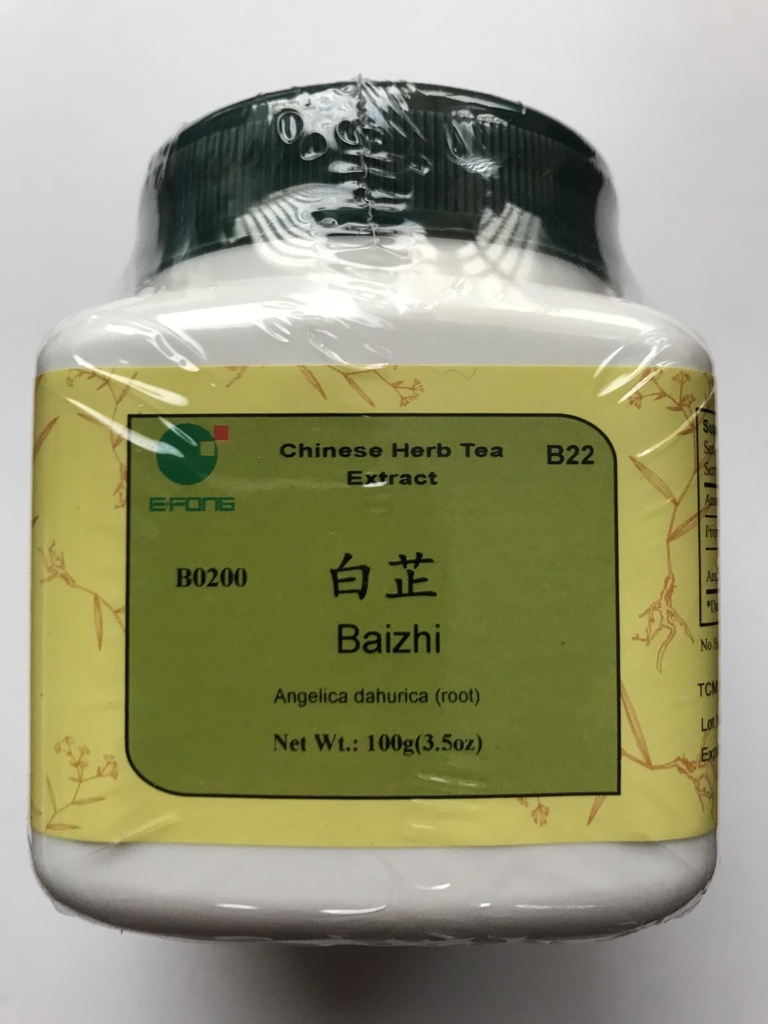 Chinese Herb Tea
Extract
B22
E-FONG
B0200
白芷
Baizhi
Angelica dahurica (root)
Net Wt.: 100g(3.5oz)
No
TCM